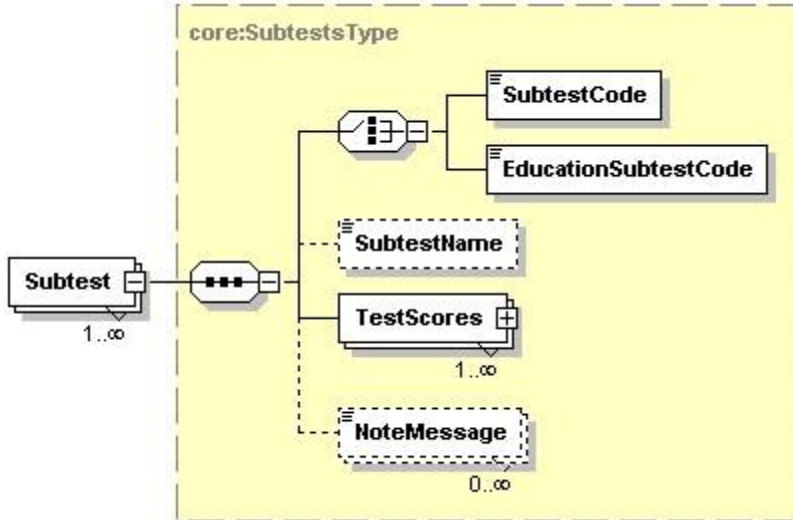 core:SubtestsType
SubtestCode
EducationSubtestCode
SubtestName
Subtest
1..∞
TestScores
1..∞
NoteMessage
0..∞